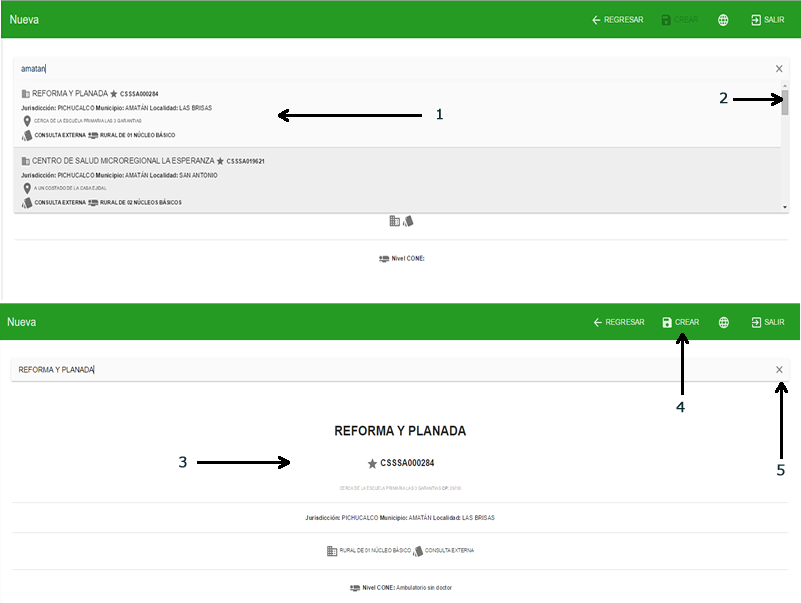 Nueva
REGRESAR CREAR SALIR
amatan
REFORMA Y PLANADA CSSSA000284
Jurisdicción: PICHUCALCO Municipio: AMATÁN Localidad: LAS BRISAS
CERCA DE LA ESCUELA PRIMARIA LAS 3 GARANTIAS
CONSULTA EXTERNA RURAL DE 01 NÚCLEO BÁSICO
1
2
CENTRO DE SALUD MICROREGIONAL LA ESPERANZA CSSSA019621
Jurisdicción: PICHUCALCO Municipio: AMATÁN Localidad: SAN ANTONIO
A UN COSTADO DE LA CASA EJIDAL
CONSULTA EXTERNA RURAL DE 02 NÚCLEOS BÁSICOS
Nivel CONE:
Nueva
REGRESAR CREAR SALIR
REFORMA Y PLANADA
4
REFORMA Y PLANADA
3
CSSSA000284
5
CERCA DE LA ESCUELA PRIMARIA LAS 3 GARANTIAS CP:
Jurisdicción: PICHUCALCO Municipio: AMATÁN Localidad: LAS BRISAS
RURAL DE 01 NÚCLEO BÁSICO CONSULTA EXTERNA
Nivel CONE: Ambulatorio sin doctor